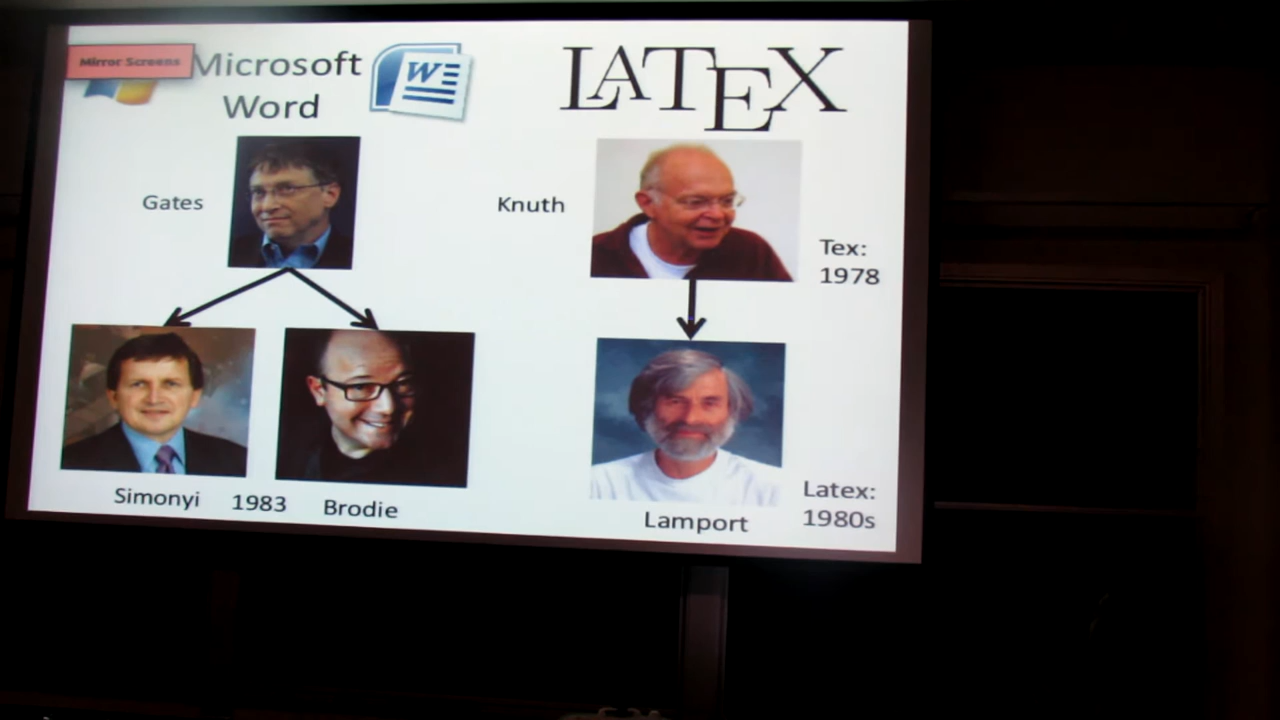 Mirror Screens
Microsoft
Word
W
LATEX
Gates
Knuth
Tex:
1978
Simonyi
1983
Brodie
Lamport
Latex:
1980s